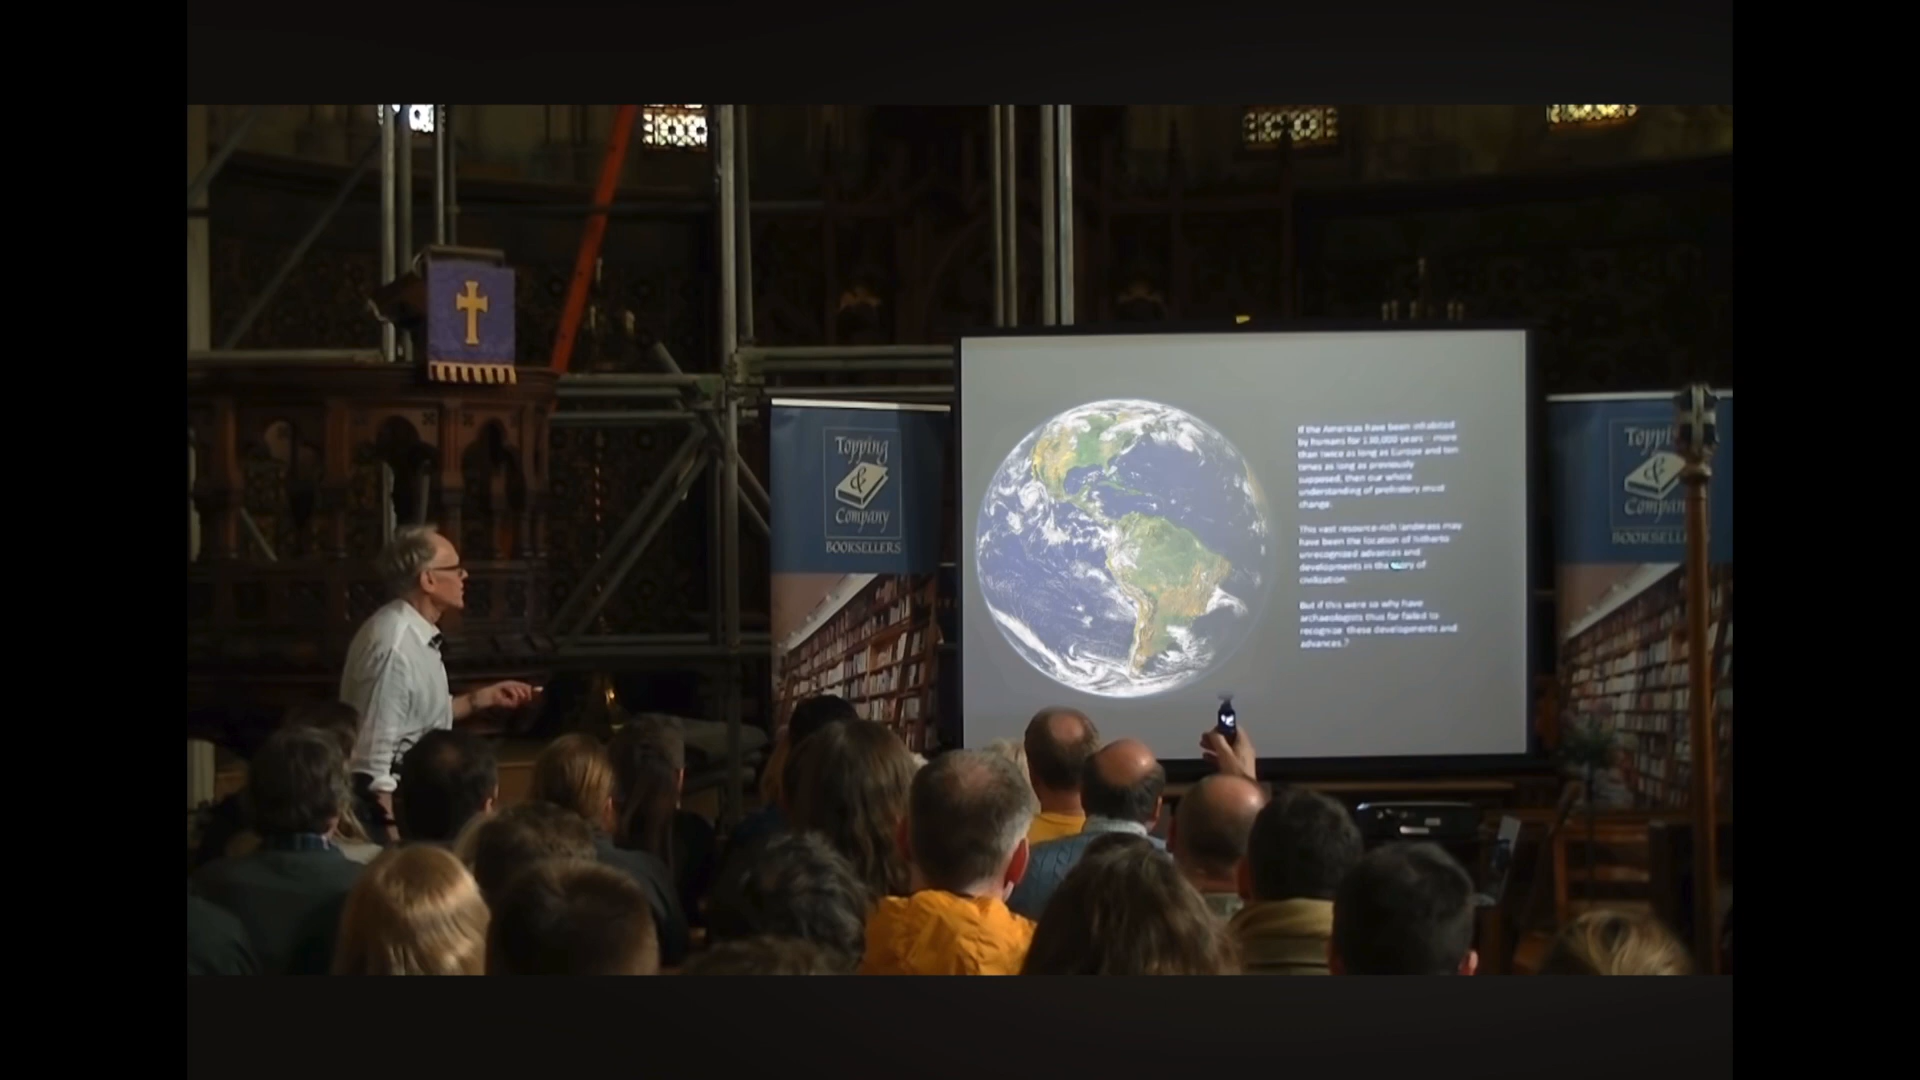 Topping
&
Company
BOOKSELLERS
If the Americas have been inhabited
by humans for 130,000 years – more
than twice as long as Europe and ten
times as long as previously
supposed, then our whole
understanding of prehistory must
change.
This vast resource-rich landmass may
have been the location of hitherto
unrecognized advances and
developments in the story of
civilization.
But if this were so why have
archaeologists thus far failed to
recognize these developments and
advances.?
Topping
&
Company
BOOKSELLERS